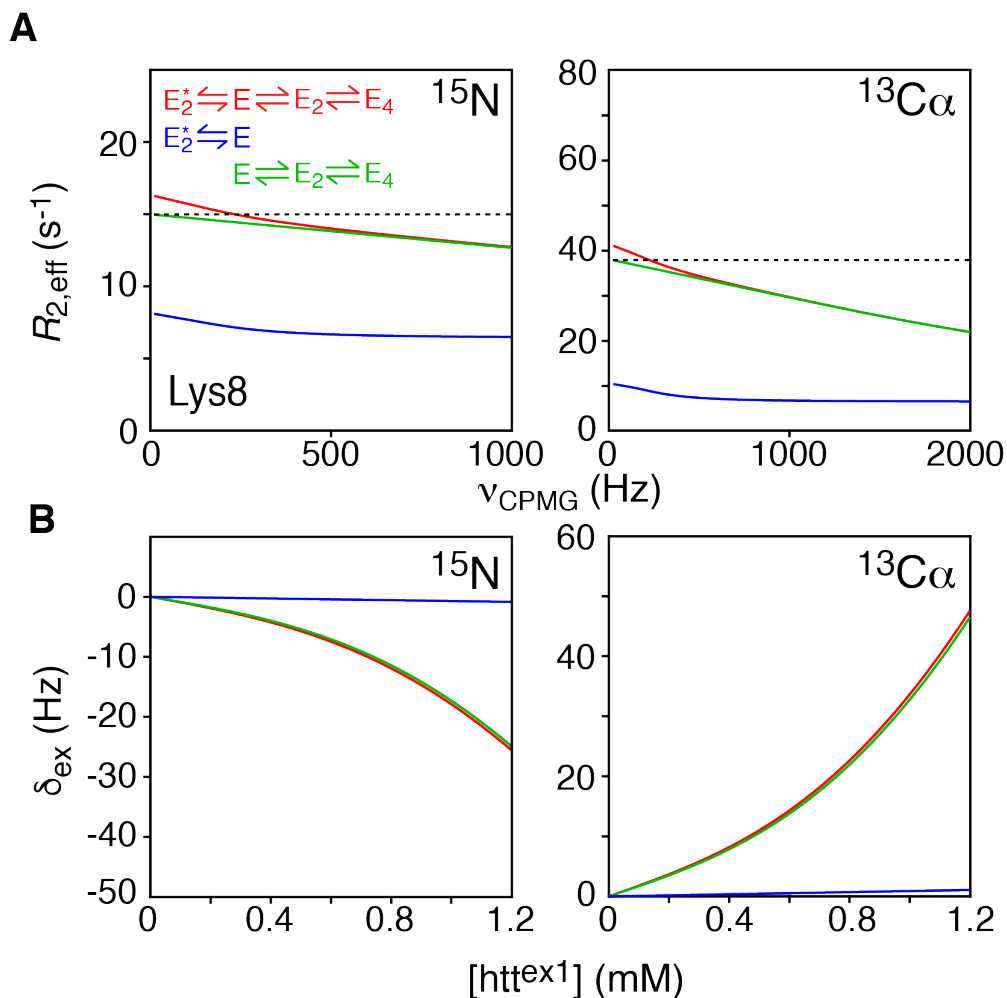 A
¹⁵N
¹³Cα
E₂* ⇌ E ⇌ E₂ ⇌ E₄
E₂* ⇌ E
E ⇌ E₂ ⇌ E₄
Lys8
R₂,eff (s⁻¹)
20
10
0
80
60
40
20
0
0 500 1000
0 1000 2000
νCPMG (Hz)
B
¹⁵N
¹³Cα
δex (Hz)
0
-10
-20
-30
-40
-50
60
40
20
0
0 0.4 0.8 1.2
0 0.4 0.8 1.2
[httᵉˣ¹] (mM)